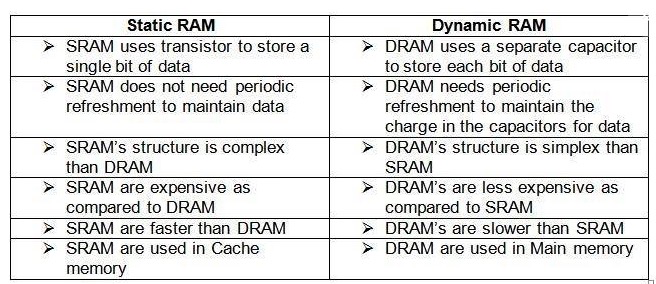 Static RAM
Dynamic RAM
➢ SRAM uses transistor to store a
single bit of data
➢ DRAM uses a separate capacitor
to store each bit of data
➢ SRAM does not need periodic
refreshment to maintain data
➢ DRAM needs periodic
refreshment to maintain the
charge in the capacitors for data
➢ SRAM's structure is complex
than DRAM
➢ DRAM's structure is simplex than
SRAM
➢ SRAM are expensive as
compared to DRAM
➢ DRAM's are less expensive as
compared to SRAM
➢ SRAM are faster than DRAM
➢ DRAM's are slower than SRAM
➢ SRAM are used in Cache
memory
➢ DRAM are used in Main memory